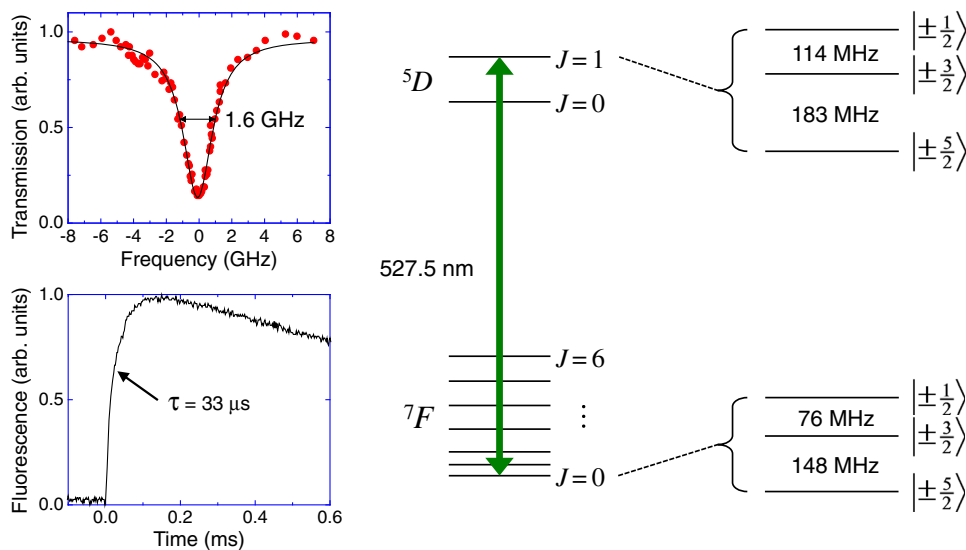 Transmission (arb. units)
1.0
0.5
0.0
1.6 GHz
-8 -6 -4 -2 0 2 4 6 8
Frequency (GHz)
Fluorescence (arb. units)
1.0
0.5
0.0
τ = 33 μs
0.0 0.2 0.4 0.6
Time (ms)
⁵D
J = 1
J = 0
527.5 nm
⁷F
J = 6
⋮
J = 0
|±1/2⟩
114 MHz
|±3/2⟩
183 MHz
|±5/2⟩
|±1/2⟩
76 MHz
|±3/2⟩
148 MHz
|±5/2⟩